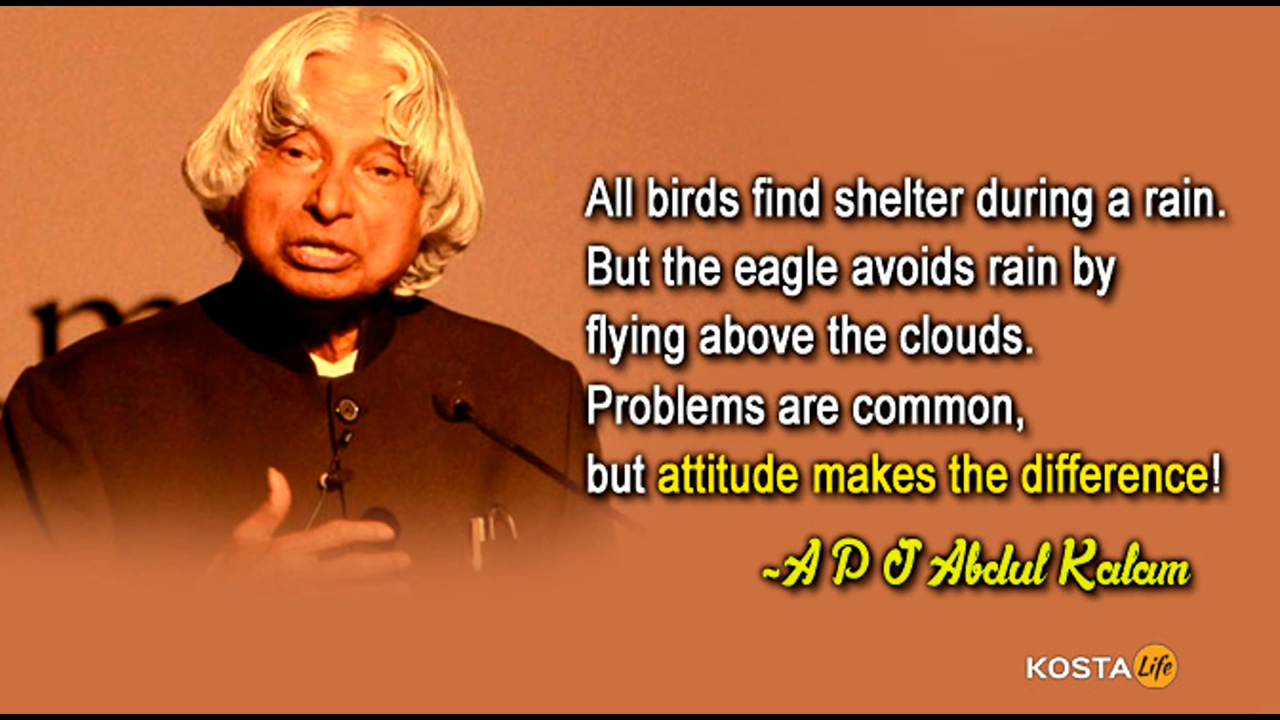 All birds find shelter during a rain.
But the eagle avoids rain by
flying above the clouds.
Problems are common,
but attitude makes the difference!
~A P J Abdul Kalam
KOSTA Life